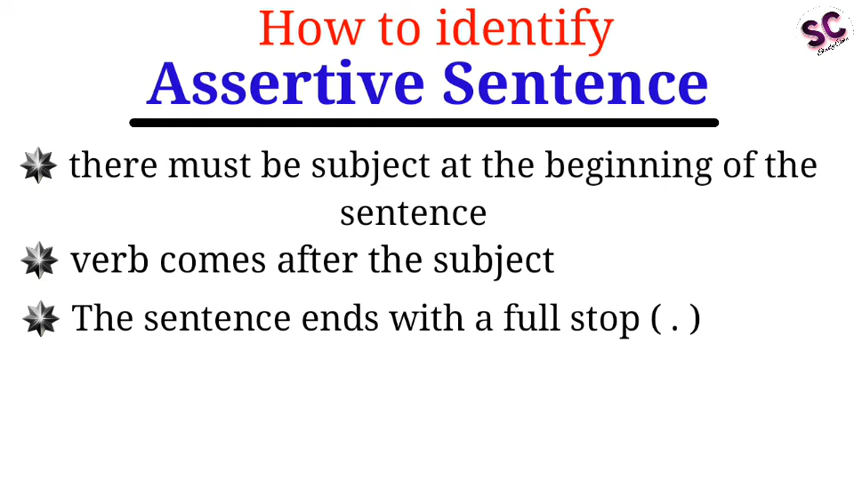 How to identify
Assertive Sentence
SC
there must be subject at the beginning of the
sentence
verb comes after the subject
The sentence ends with a full stop ( . )